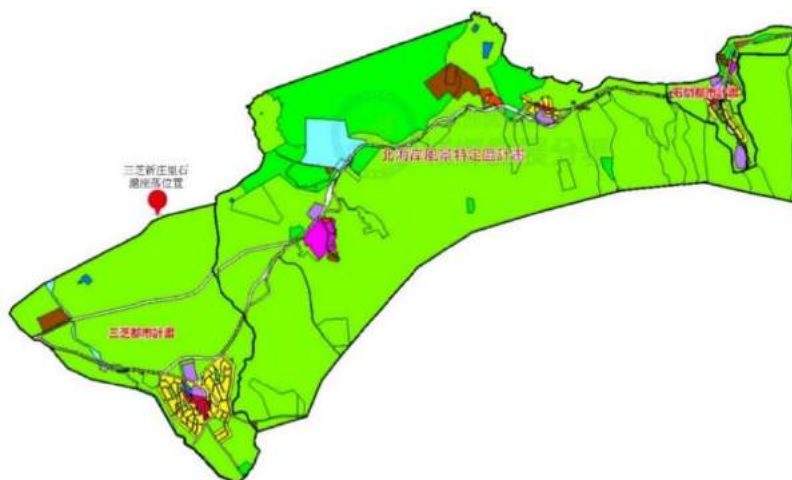 石門都市計畫
北海岸風景特定區計畫
三芝新庄里石
滬座落位置
三芝都市計畫